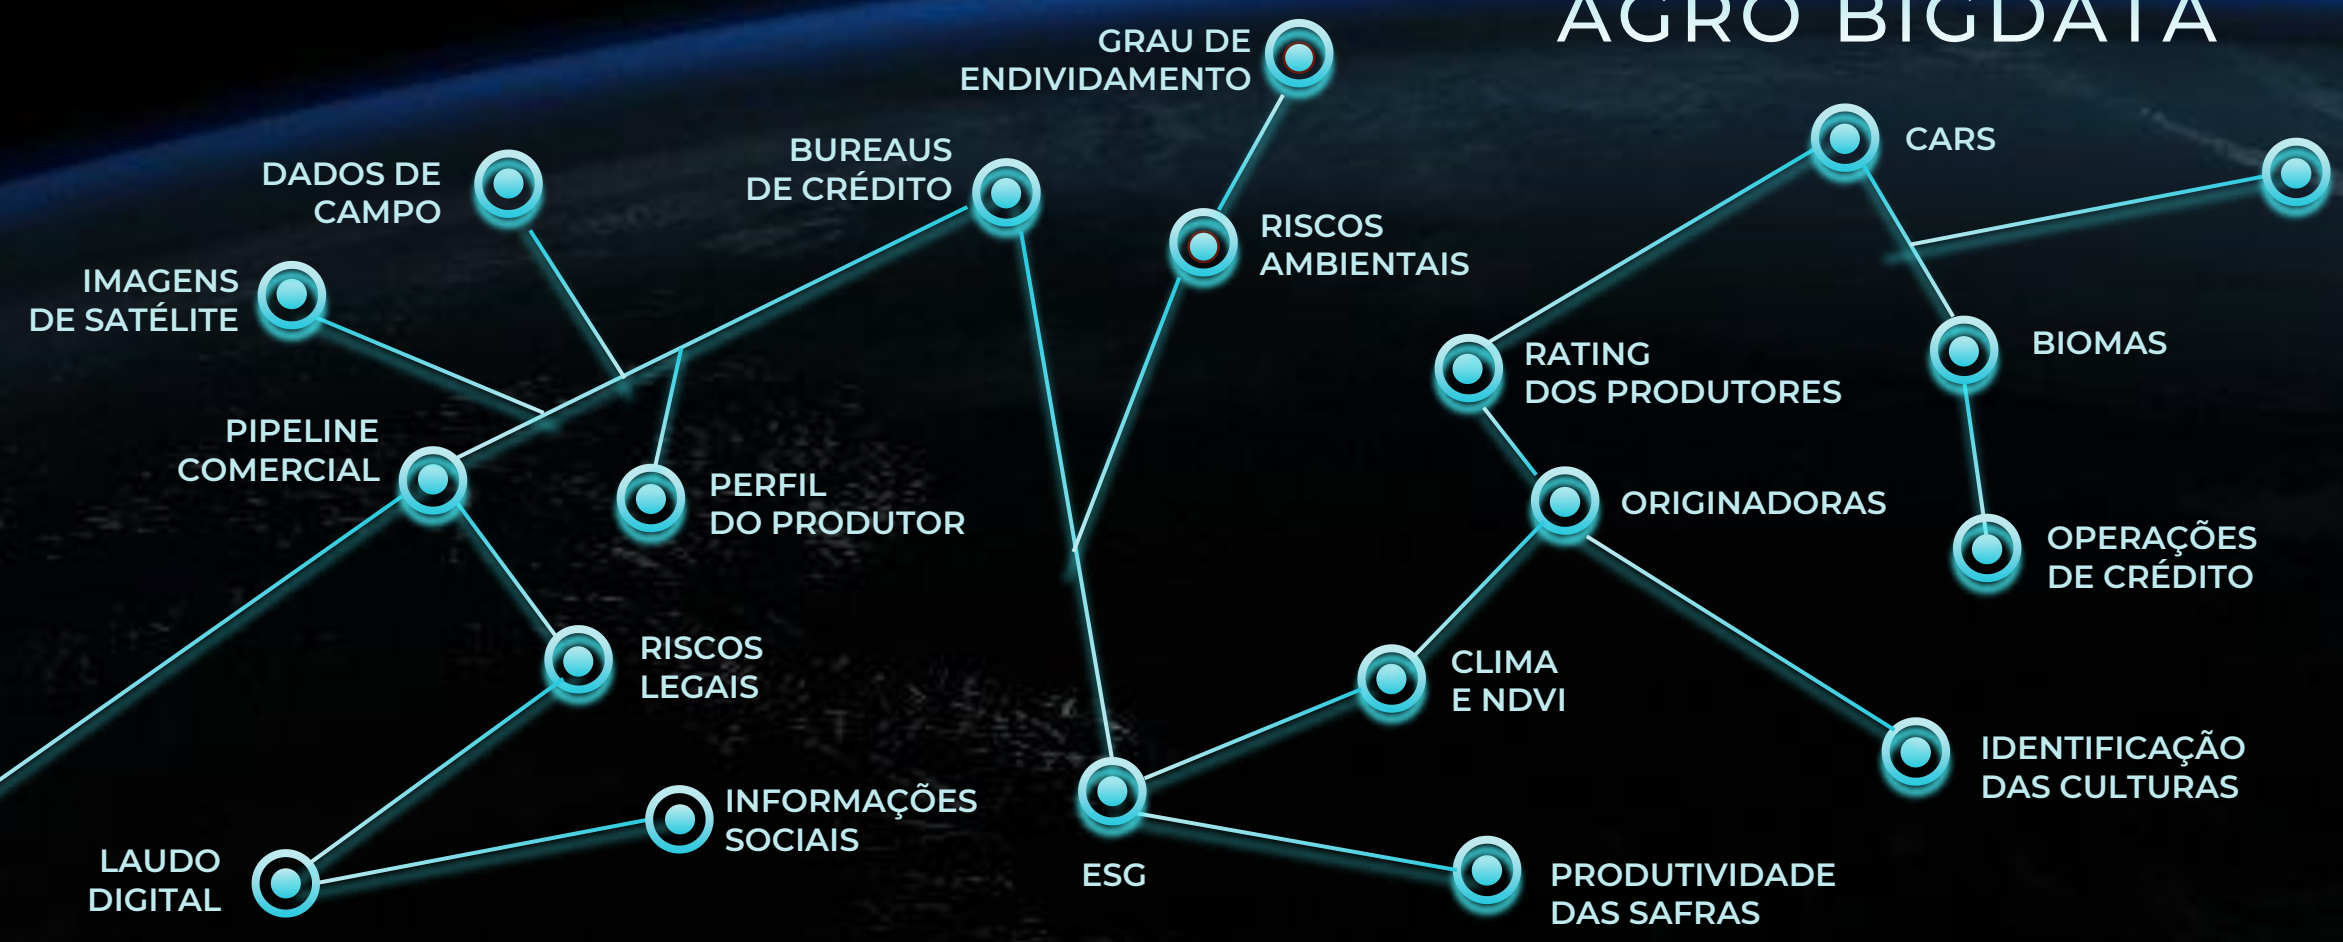 AGRO BIGDATA
GRAU DE
ENDIVIDAMENTO
CARS
BUREAUS
DE CRÉDITO
DADOS DE
CAMPO
RISCOS
AMBIENTAIS
IMAGENS
DE SATÉLITE
RATING
DOS PRODUTORES
BIOMAS
PIPELINE
COMERCIAL
PERFIL
DO PRODUTOR
ORIGINADORAS
OPERAÇÕES
DE CRÉDITO
RISCOS
LEGAIS
CLIMA
E NDVI
IDENTIFICAÇÃO
DAS CULTURAS
INFORMAÇÕES
SOCIAIS
LAUDO
DIGITAL
ESG
PRODUTIVIDADE
DAS SAFRAS